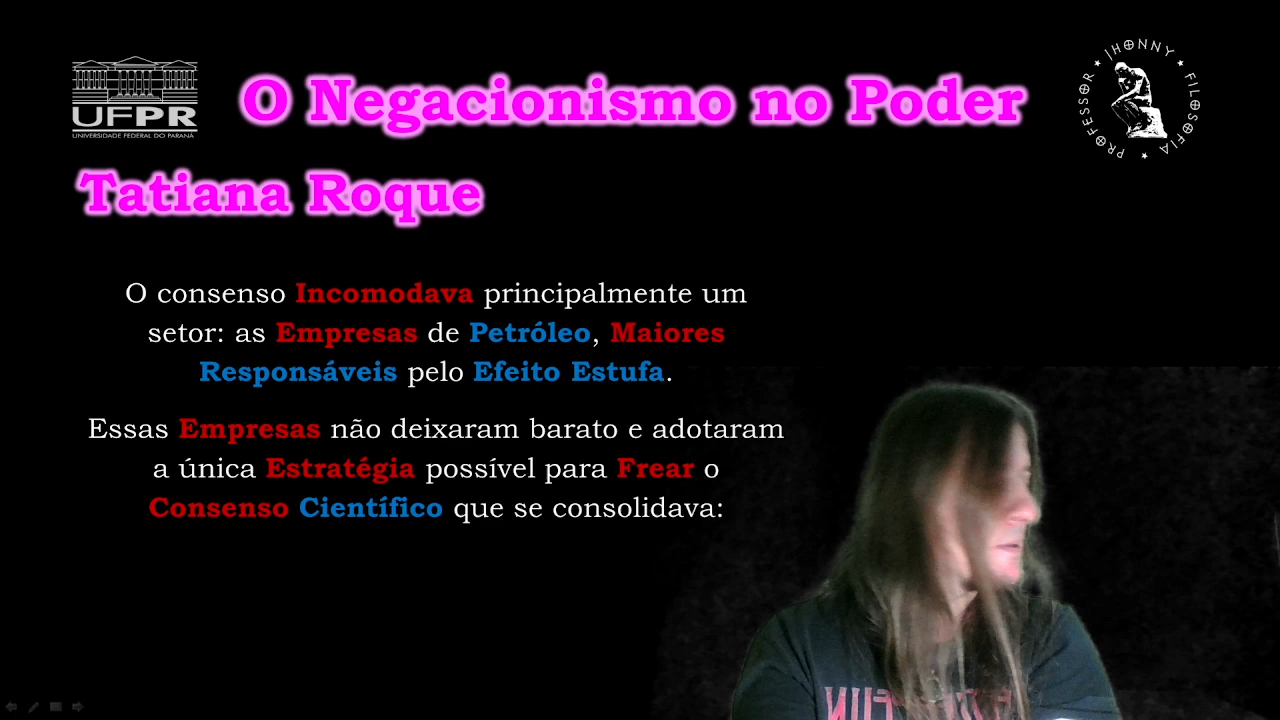 UFPR
UNIVERSIDADE FEDERAL DO PARANÁ
O Negacionismo no Poder
PROFESSOR ★ JHONNY ★ FILOSOFIA ★
Tatiana Roque
O consenso Incomodava principalmente um
setor: as Empresas de Petróleo, Maiores
Responsáveis pelo Efeito Estufa.
Essas Empresas não deixaram barato e adotaram
a única Estratégia possível para Frear o
Consenso Científico que se consolidava: